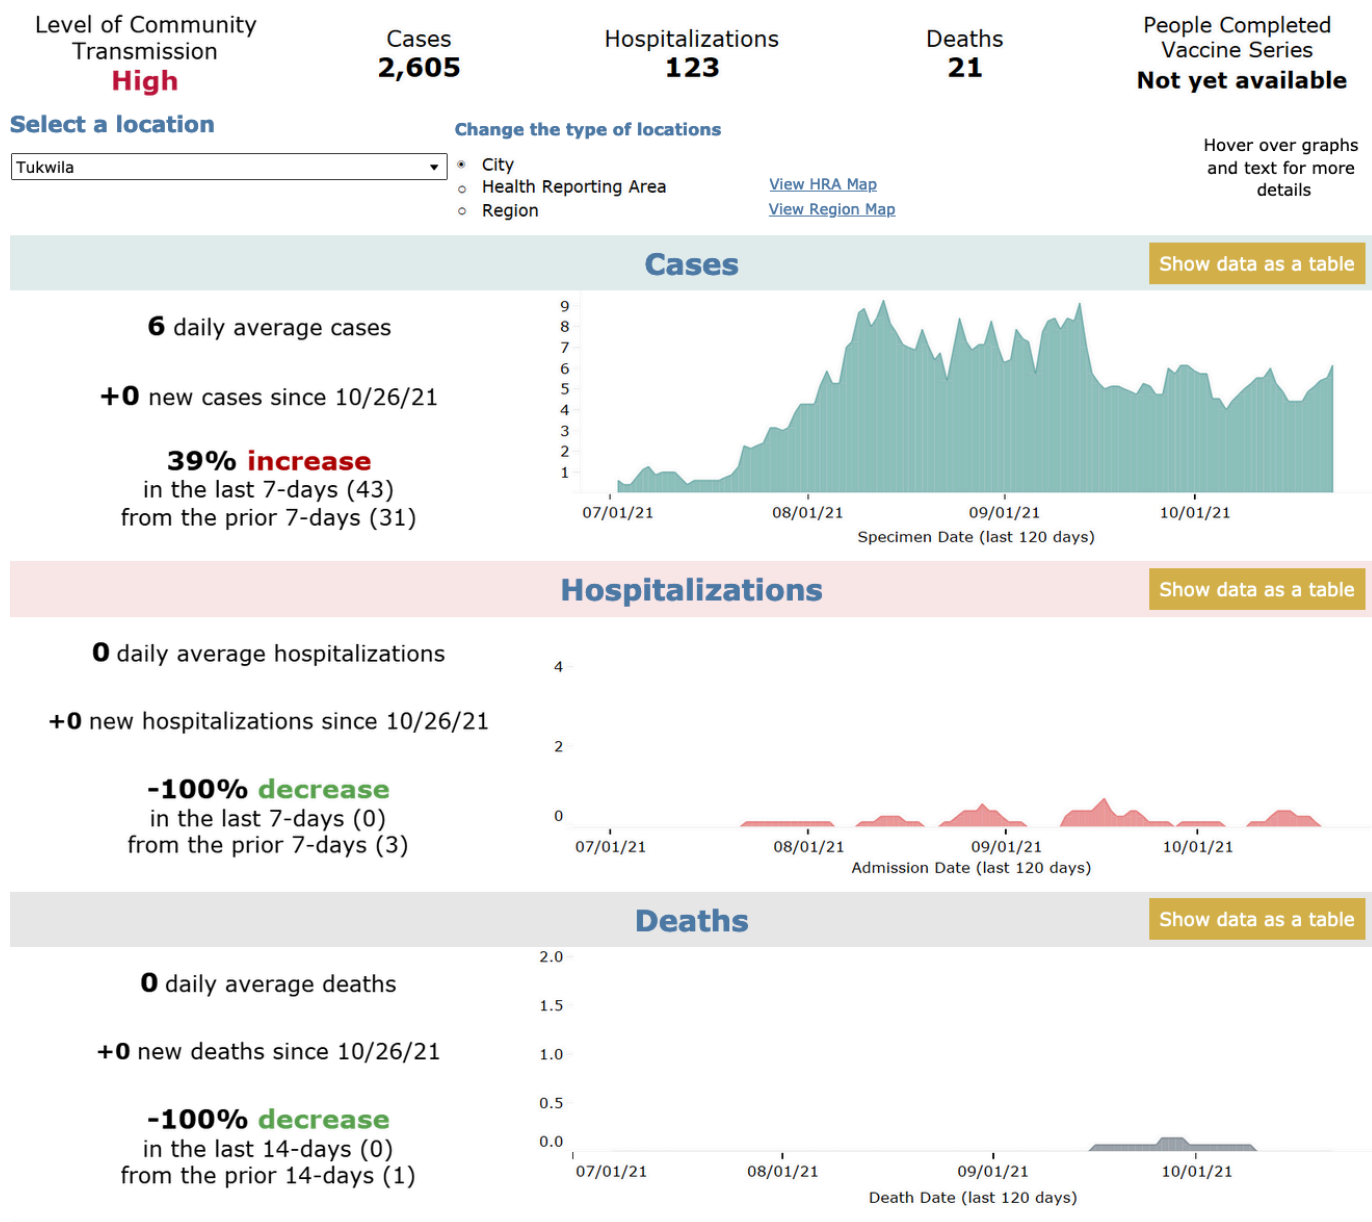 Level of Community
Transmission
High
Cases
2,605
Hospitalizations
123
Deaths
21
People Completed
Vaccine Series
Not yet available
Select a location
Tukwila
Change the type of locations
City
Health Reporting Area
Region
View HRA Map
View Region Map
Hover over graphs
and text for more
details
Cases
Show data as a table
6 daily average cases
+0 new cases since 10/26/21
39% increase
in the last 7-days (43)
from the prior 7-days (31)
9
8
7
6
5
4
3
2
1
07/01/21 08/01/21 09/01/21 10/01/21
Specimen Date (last 120 days)
Hospitalizations
Show data as a table
0 daily average hospitalizations
+0 new hospitalizations since 10/26/21
-100% decrease
in the last 7-days (0)
from the prior 7-days (3)
4
2
0
07/01/21 08/01/21 09/01/21 10/01/21
Admission Date (last 120 days)
Deaths
Show data as a table
0 daily average deaths
+0 new deaths since 10/26/21
-100% decrease
in the last 14-days (0)
from the prior 14-days (1)
2.0
1.5
1.0
0.5
0.0
07/01/21 08/01/21 09/01/21 10/01/21
Death Date (last 120 days)